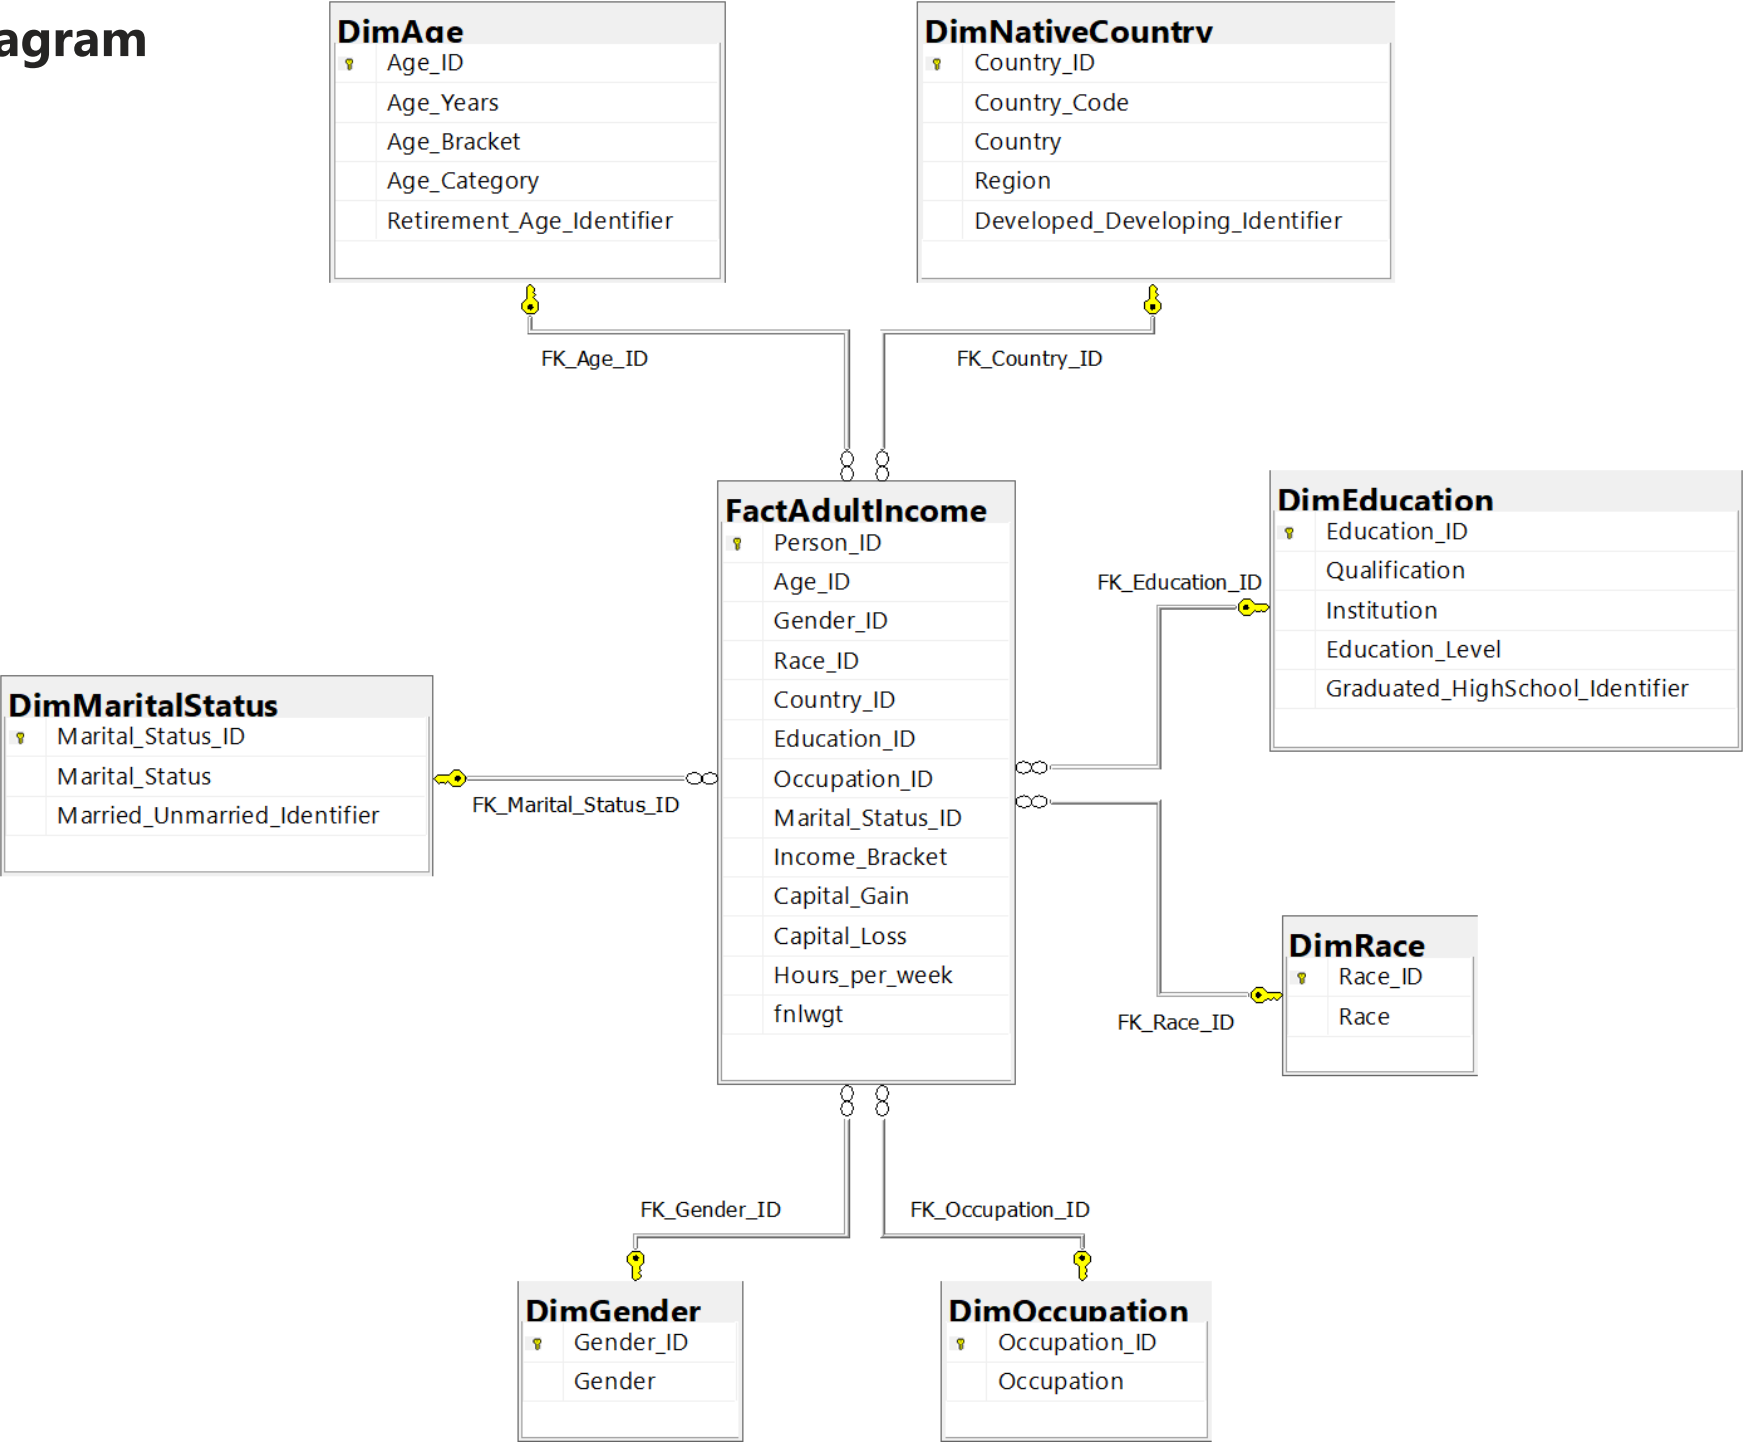 agram
DimAge
Age_ID
Age_Years
Age_Bracket
Age_Category
Retirement_Age_Identifier
DimNativeCountry
Country_ID
Country_Code
Country
Region
Developed_Developing_Identifier
FK_Age_ID
FK_Country_ID
FactAdultIncome
Person_ID
Age_ID
Gender_ID
Race_ID
Country_ID
Education_ID
Occupation_ID
Marital_Status_ID
Income_Bracket
Capital_Gain
Capital_Loss
Hours_per_week
fnlwgt
DimEducation
Education_ID
Qualification
Institution
Education_Level
Graduated_HighSchool_Identifier
FK_Education_ID
DimMaritalStatus
Marital_Status_ID
Marital_Status
Married_Unmarried_Identifier
FK_Marital_Status_ID
DimRace
Race_ID
Race
FK_Race_ID
FK_Gender_ID
FK_Occupation_ID
DimGender
Gender_ID
Gender
DimOccupation
Occupation_ID
Occupation